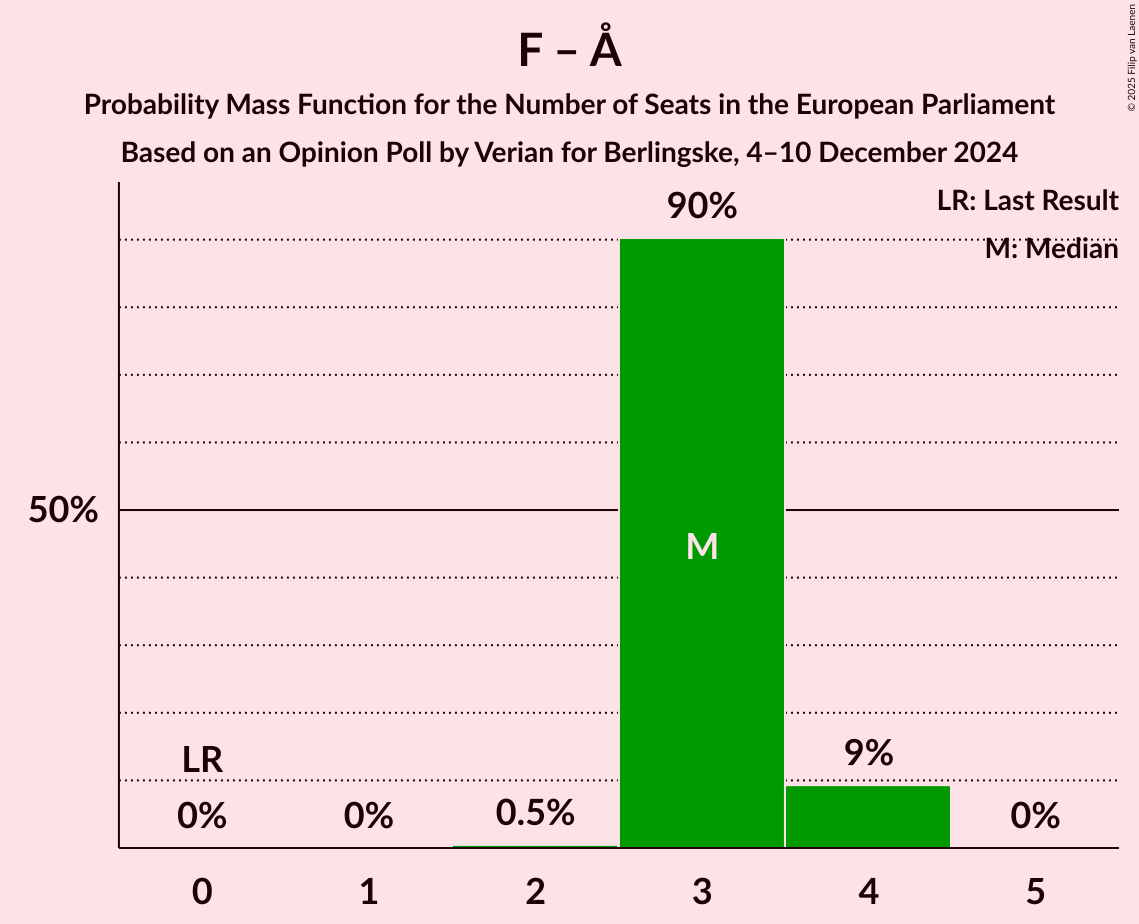 F – Å
Probability Mass Function for the Number of Seats in the European Parliament
Based on an Opinion Poll by Verian for Berlingske, 4–10 December 2024
© 2025 Filip van Laenen
LR: Last Result
M: Median
90%
50%
M
LR
0%
0%
0.5%
9%
0%
0
1
2
3
4
5